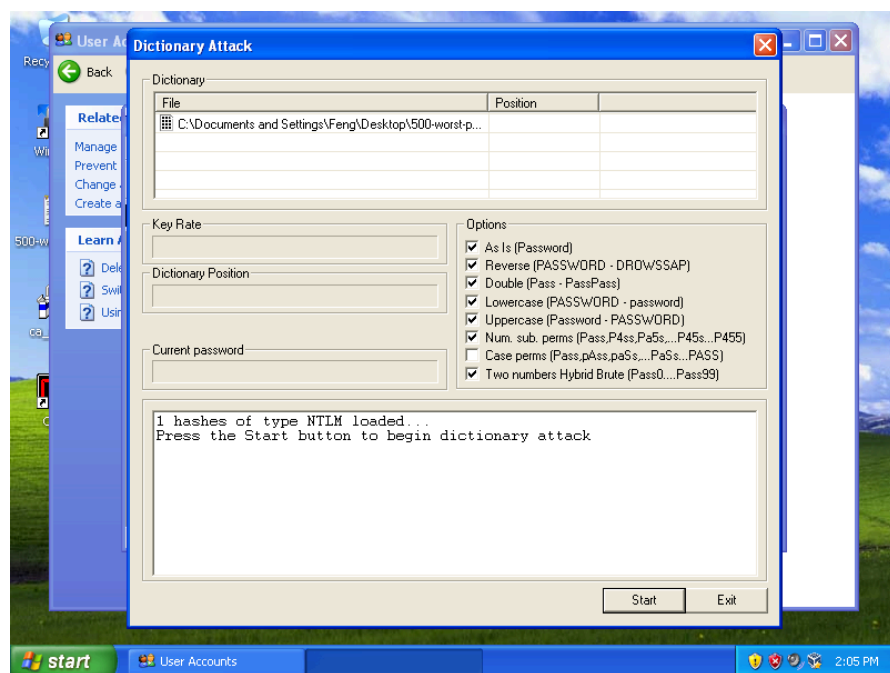 Recy
User Ac
Dictionary Attack
Back
Dictionary
File
Position
C:\Documents and Settings\Feng\Desktop\500-worst-p...
Relate
Manage
Prevent
Change
Create a
Win
Key Rate
Dictionary Position
Current password
500-w
Learn A
Dele
Swit
Usin
ca_
Options
As Is (Password)
Reverse (PASSWORD - DROWSSAP)
Double (Pass - PassPass)
Lowercase (PASSWORD - password)
Uppercase (Password - PASSWORD)
Num. sub. perms (Pass,P4ss,Pa5s,...P45s...P455)
Case perms (Pass,pAss,paSs,...PaSs...PASS)
Two numbers Hybrid Brute (Pass0....Pass99)
1 hashes of type NTLM loaded...
Press the Start button to begin dictionary attack
Start
Exit
start
User Accounts
2:05 PM